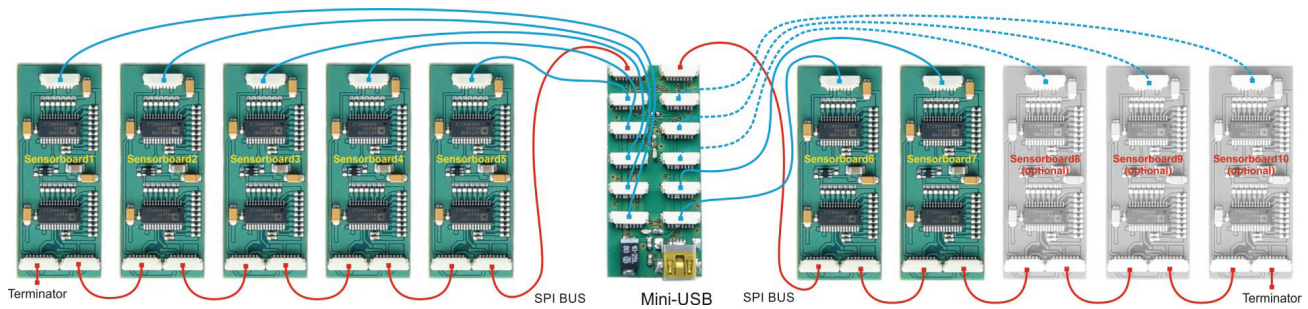 Sensorboard1
Sensorboard2
Sensorboard3
Sensorboard4
Sensorboard5
Sensorboard6
Sensorboard7
Sensorboard8
(optional)
Sensorboard9
(optional)
Sensorboard10
(optional)
Terminator
SPI BUS
Mini-USB
SPI BUS
Terminator